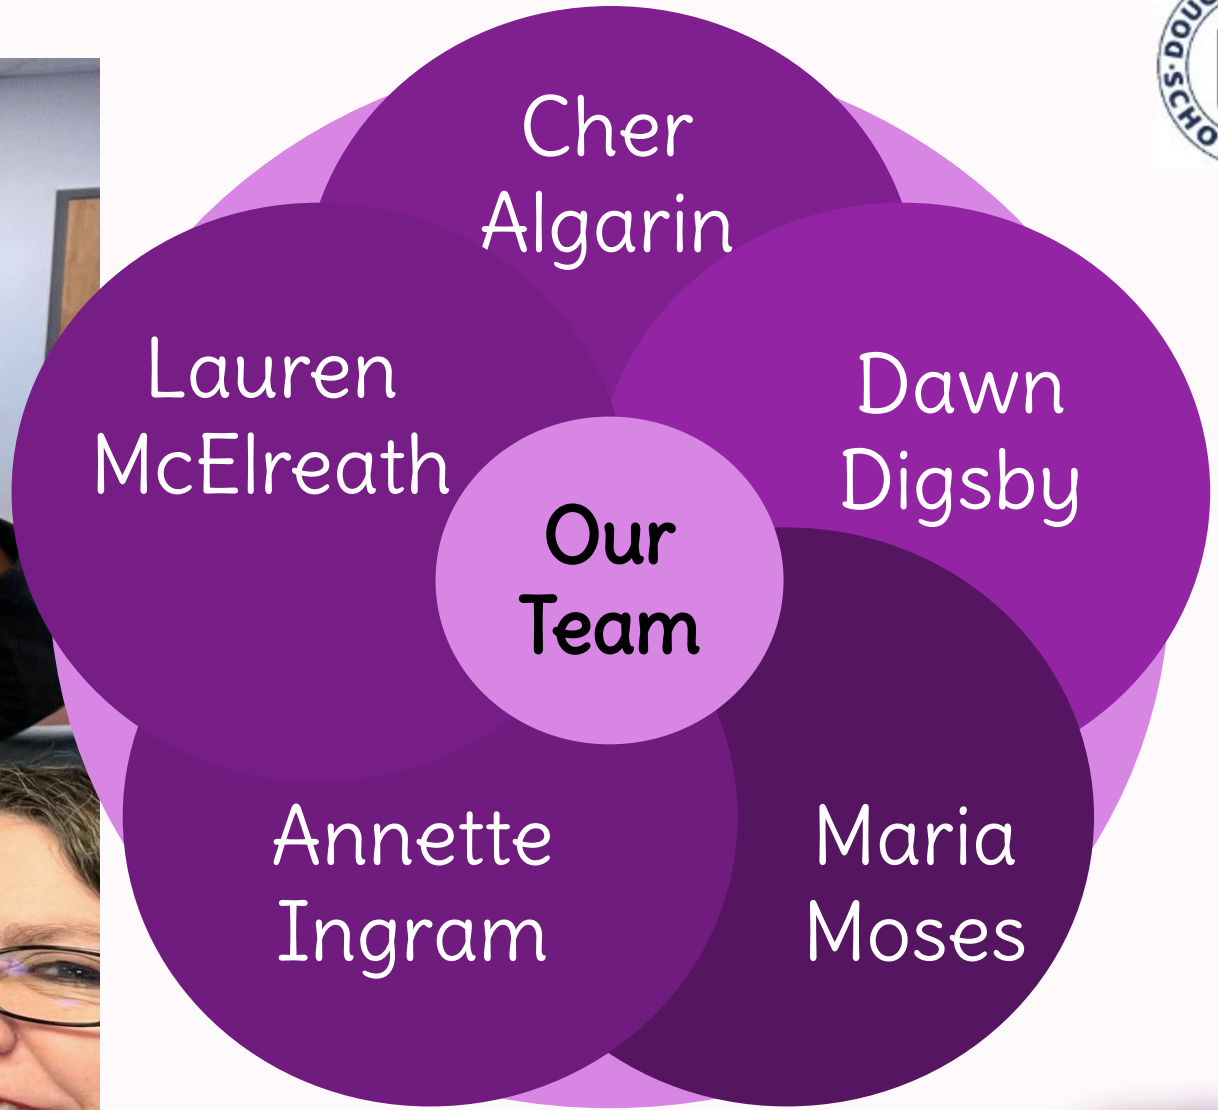 Cher
Algarin
Lauren
McElreath
Dawn
Digsby
Our
Team
Annette
Ingram
Maria
Moses